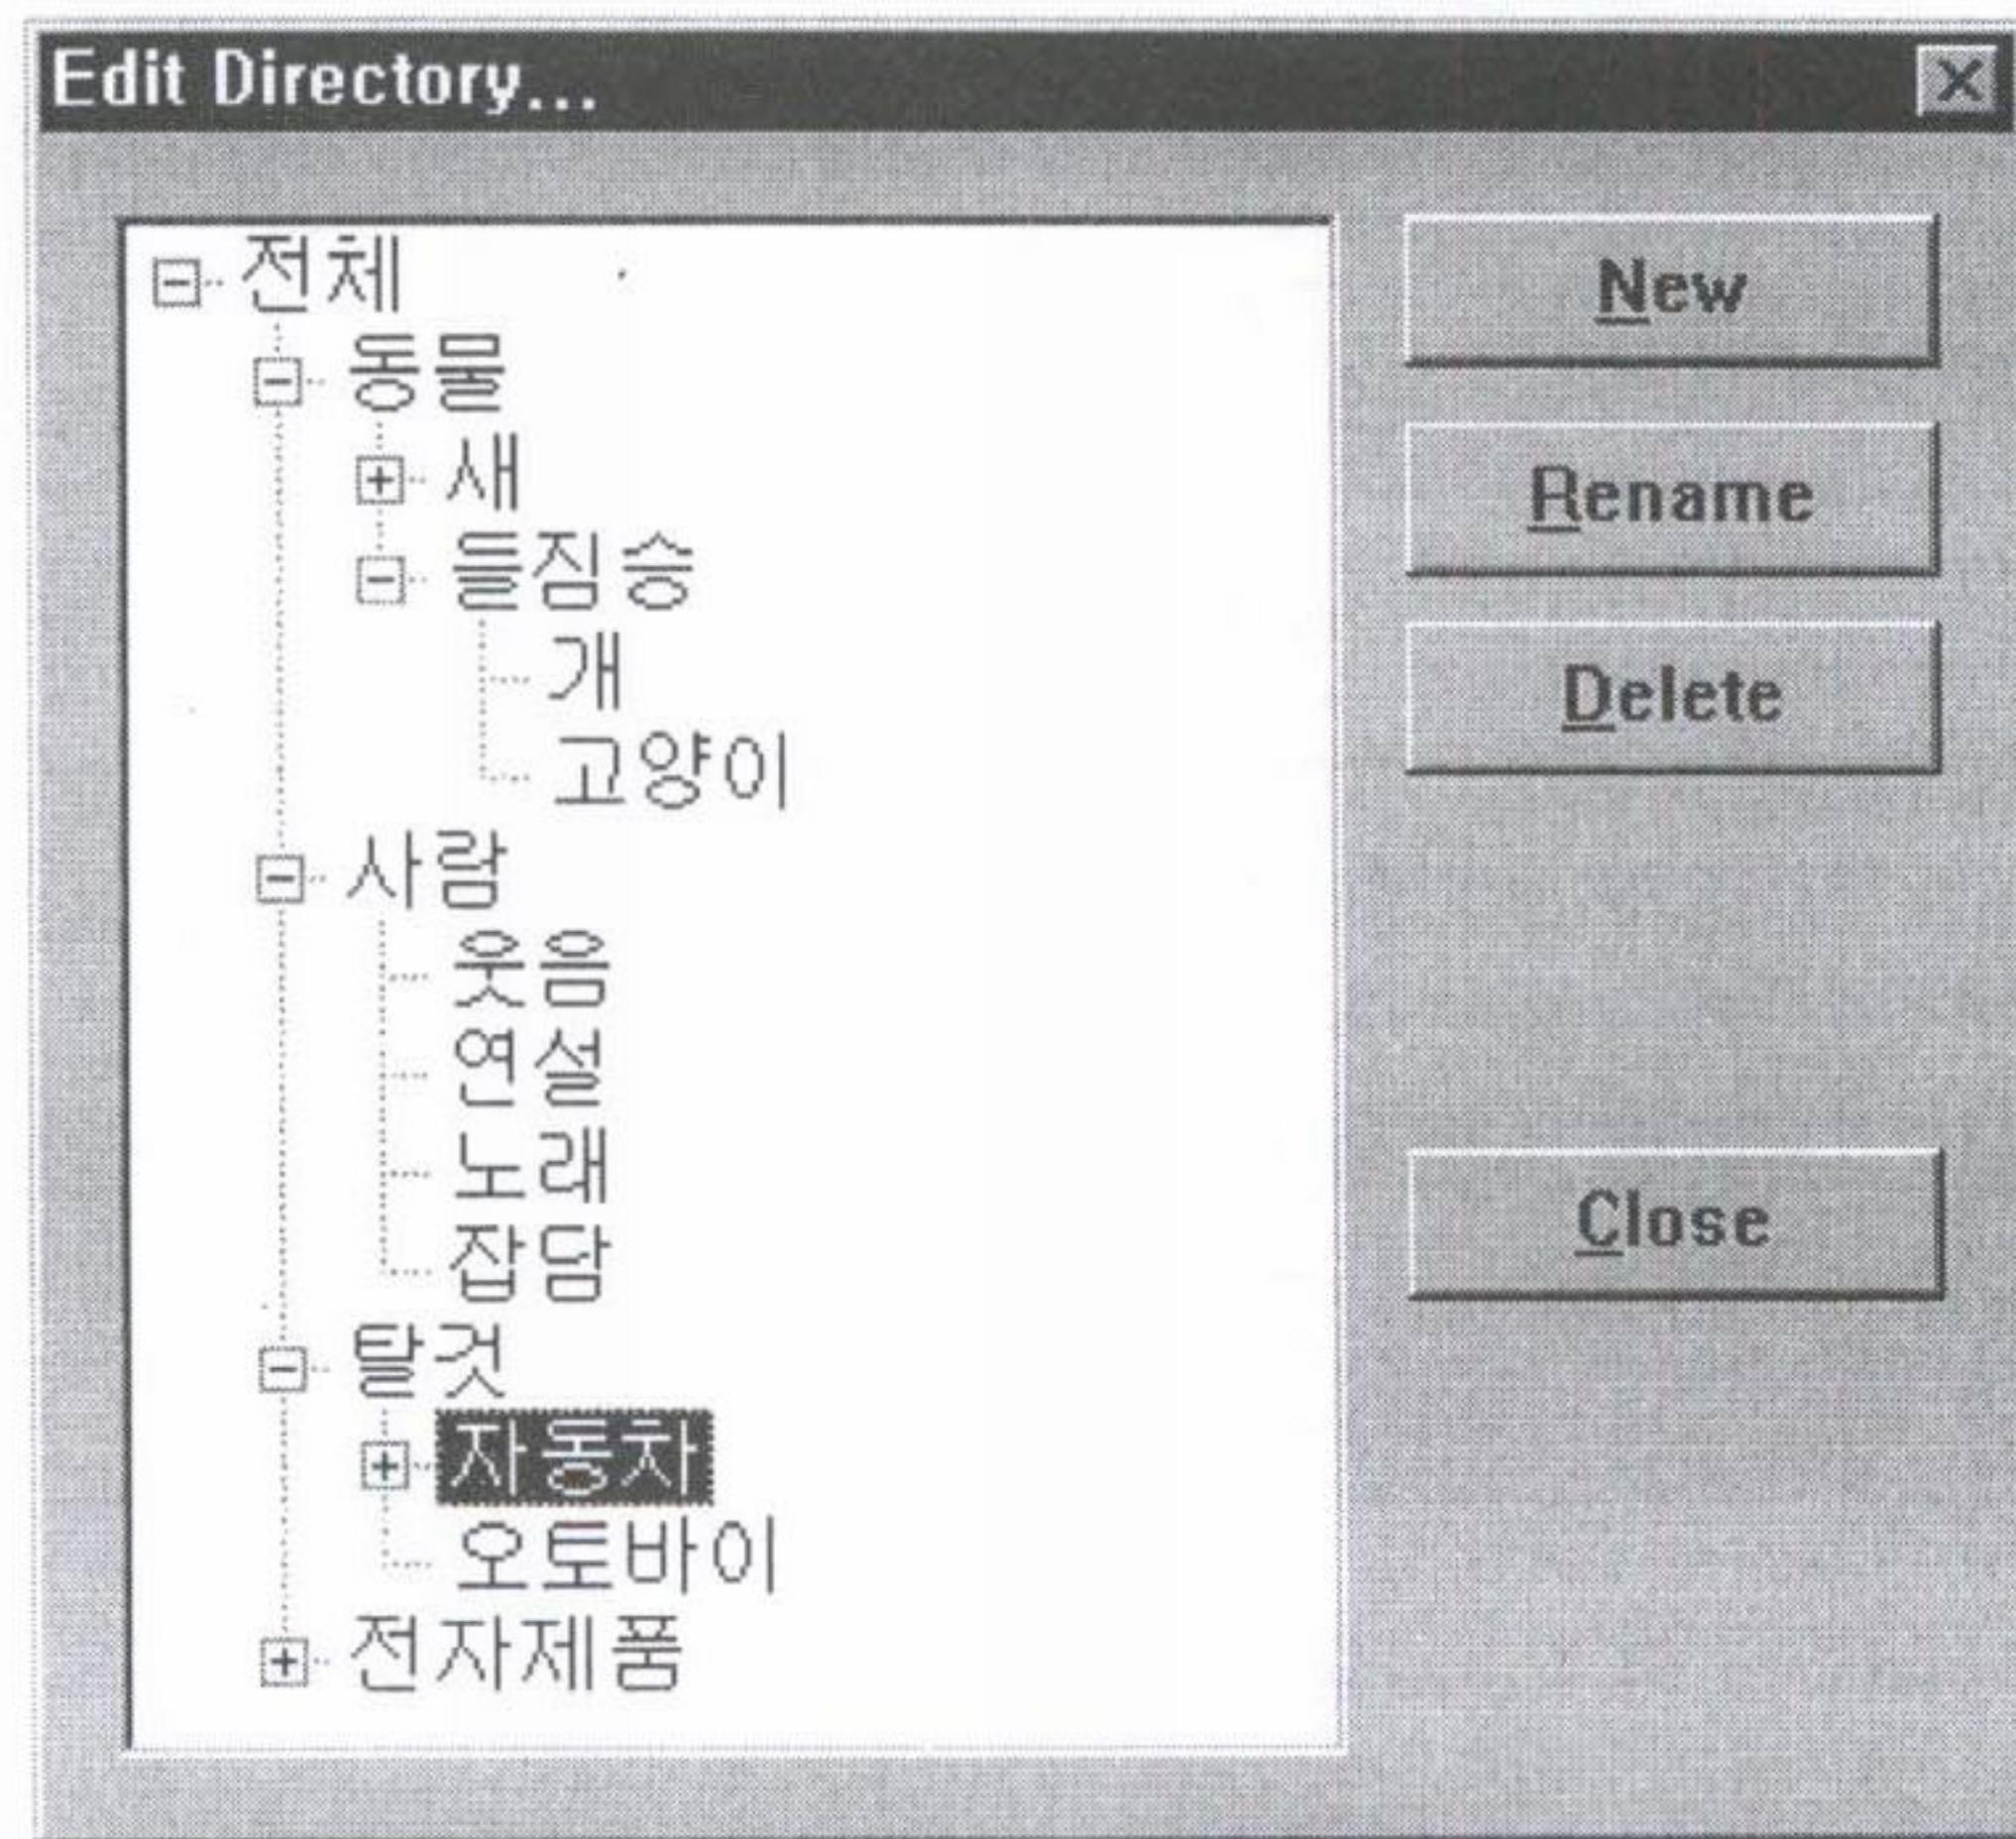 Edit Directory...
전체
동물
새
들짐승
개
고양이
사람
웃음
연설
노래
잡담
탈것
자동차
오토바이
전자제품
New
Rename
Delete
Close